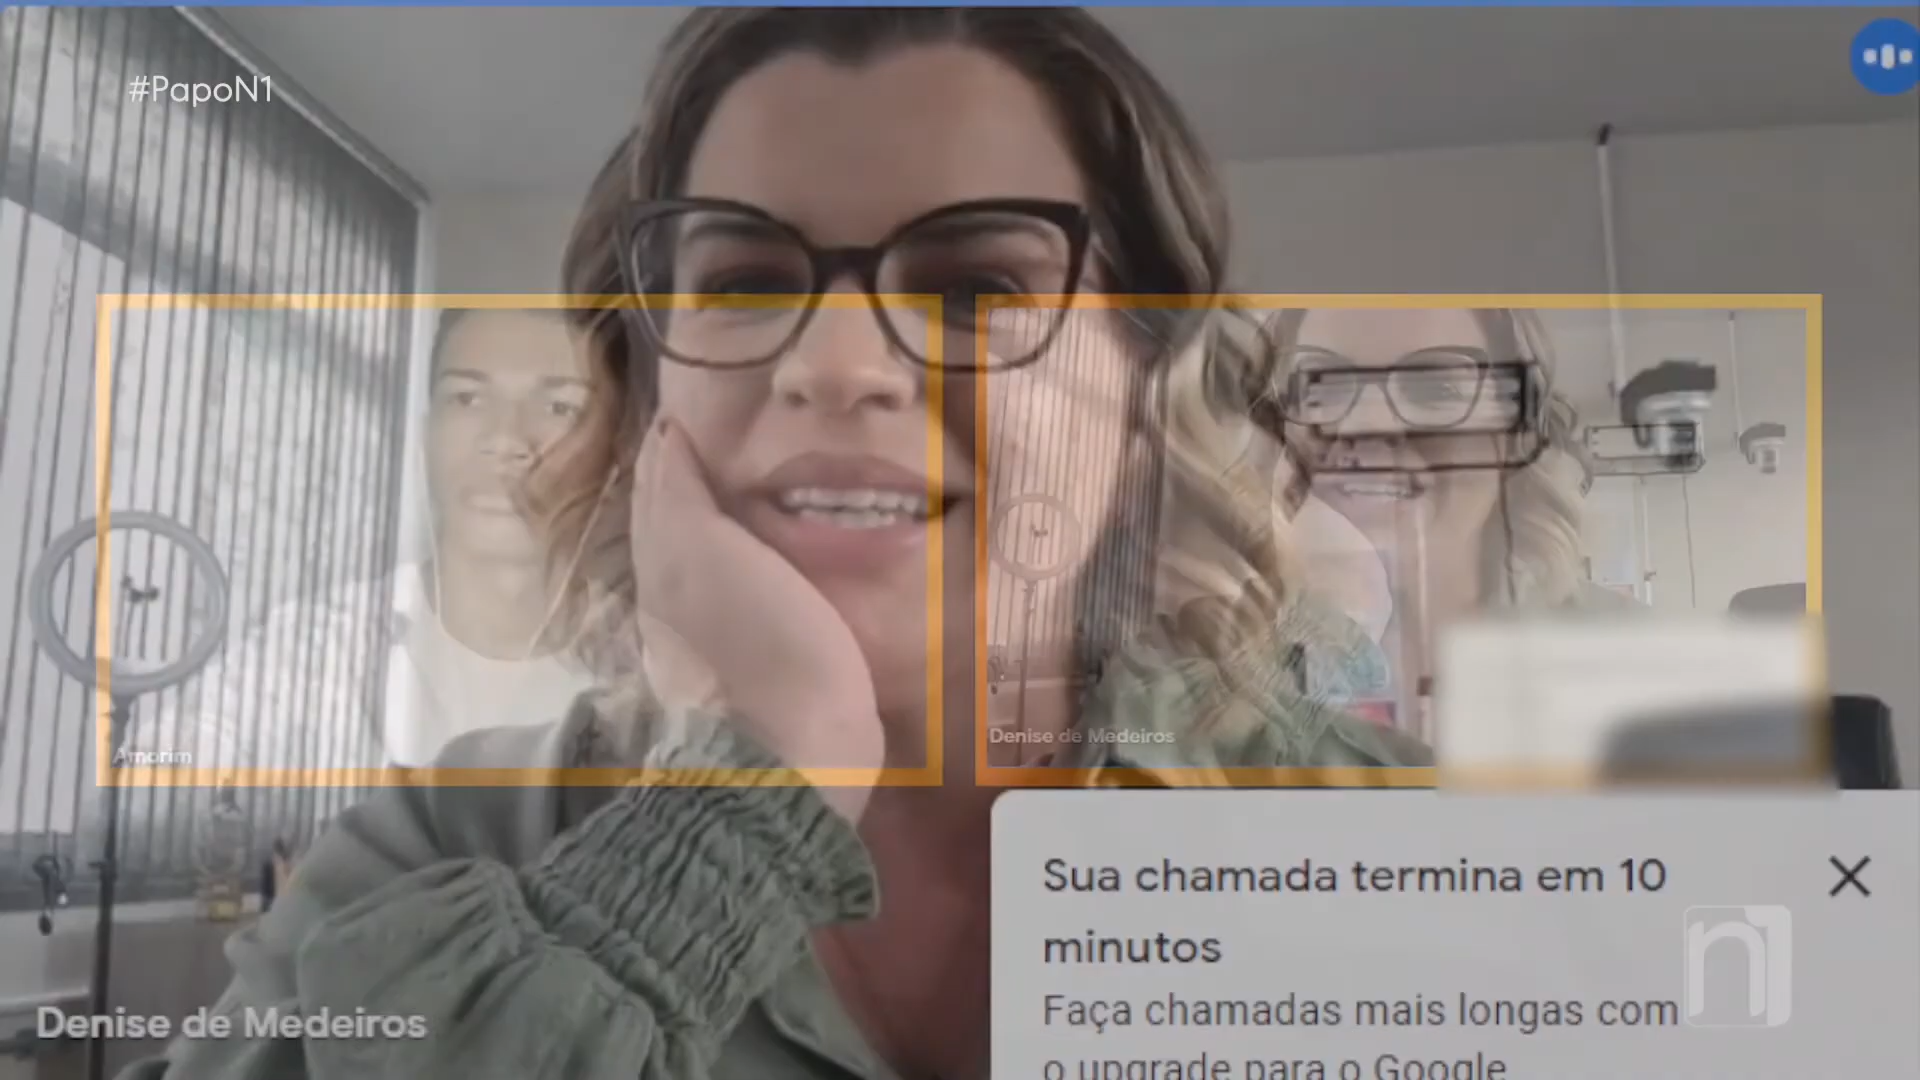 #PapoN1
Amorim
Denise de Medeiros
Sua chamada termina em 10
minutos
Faça chamadas mais longas com
o upgrade para o Google
Denise de Medeiros
n1